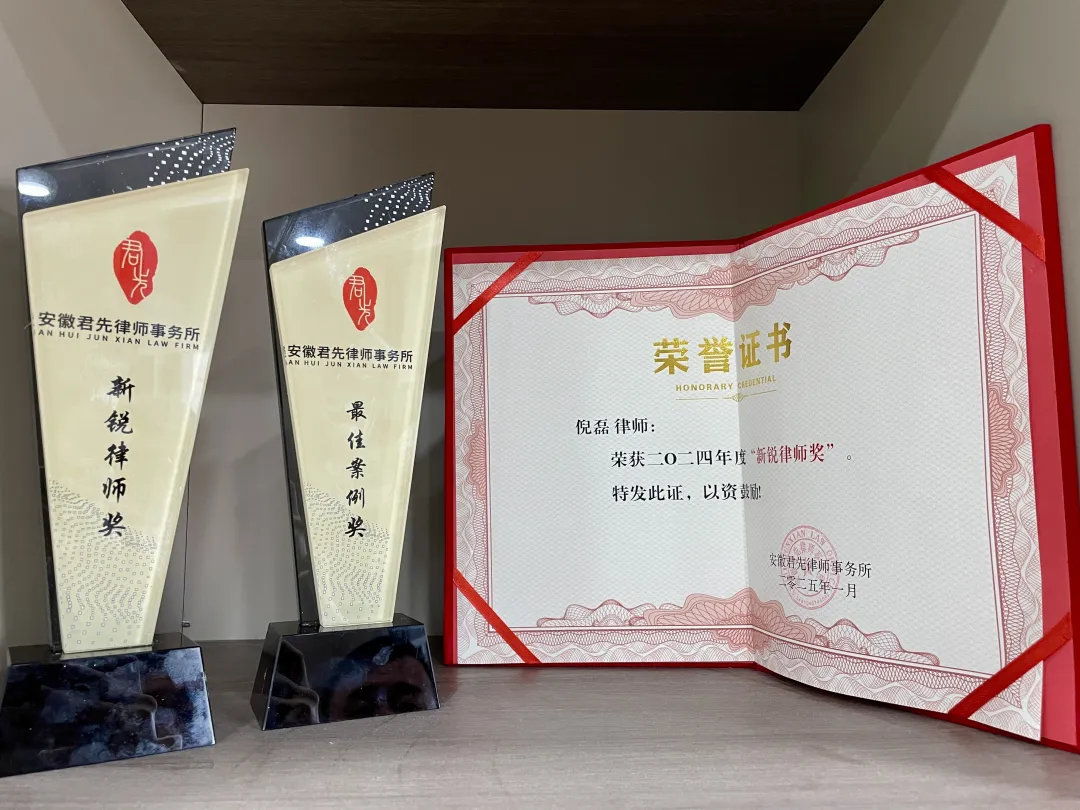 君先
安徽君先律师事务所
AN HUI JUN XIAN LAW FIRM
新锐律师奖
君先
安徽君先律师事务所
AN HUI JUN XIAN LAW FIRM
最佳案例奖
荣誉证书
HONORARY CREDENTIAL
倪磊 律师：
荣获二O二四年度“新锐律师奖”。
特发此证，以资鼓励!
安徽君先律师事务所
二零二五年一月